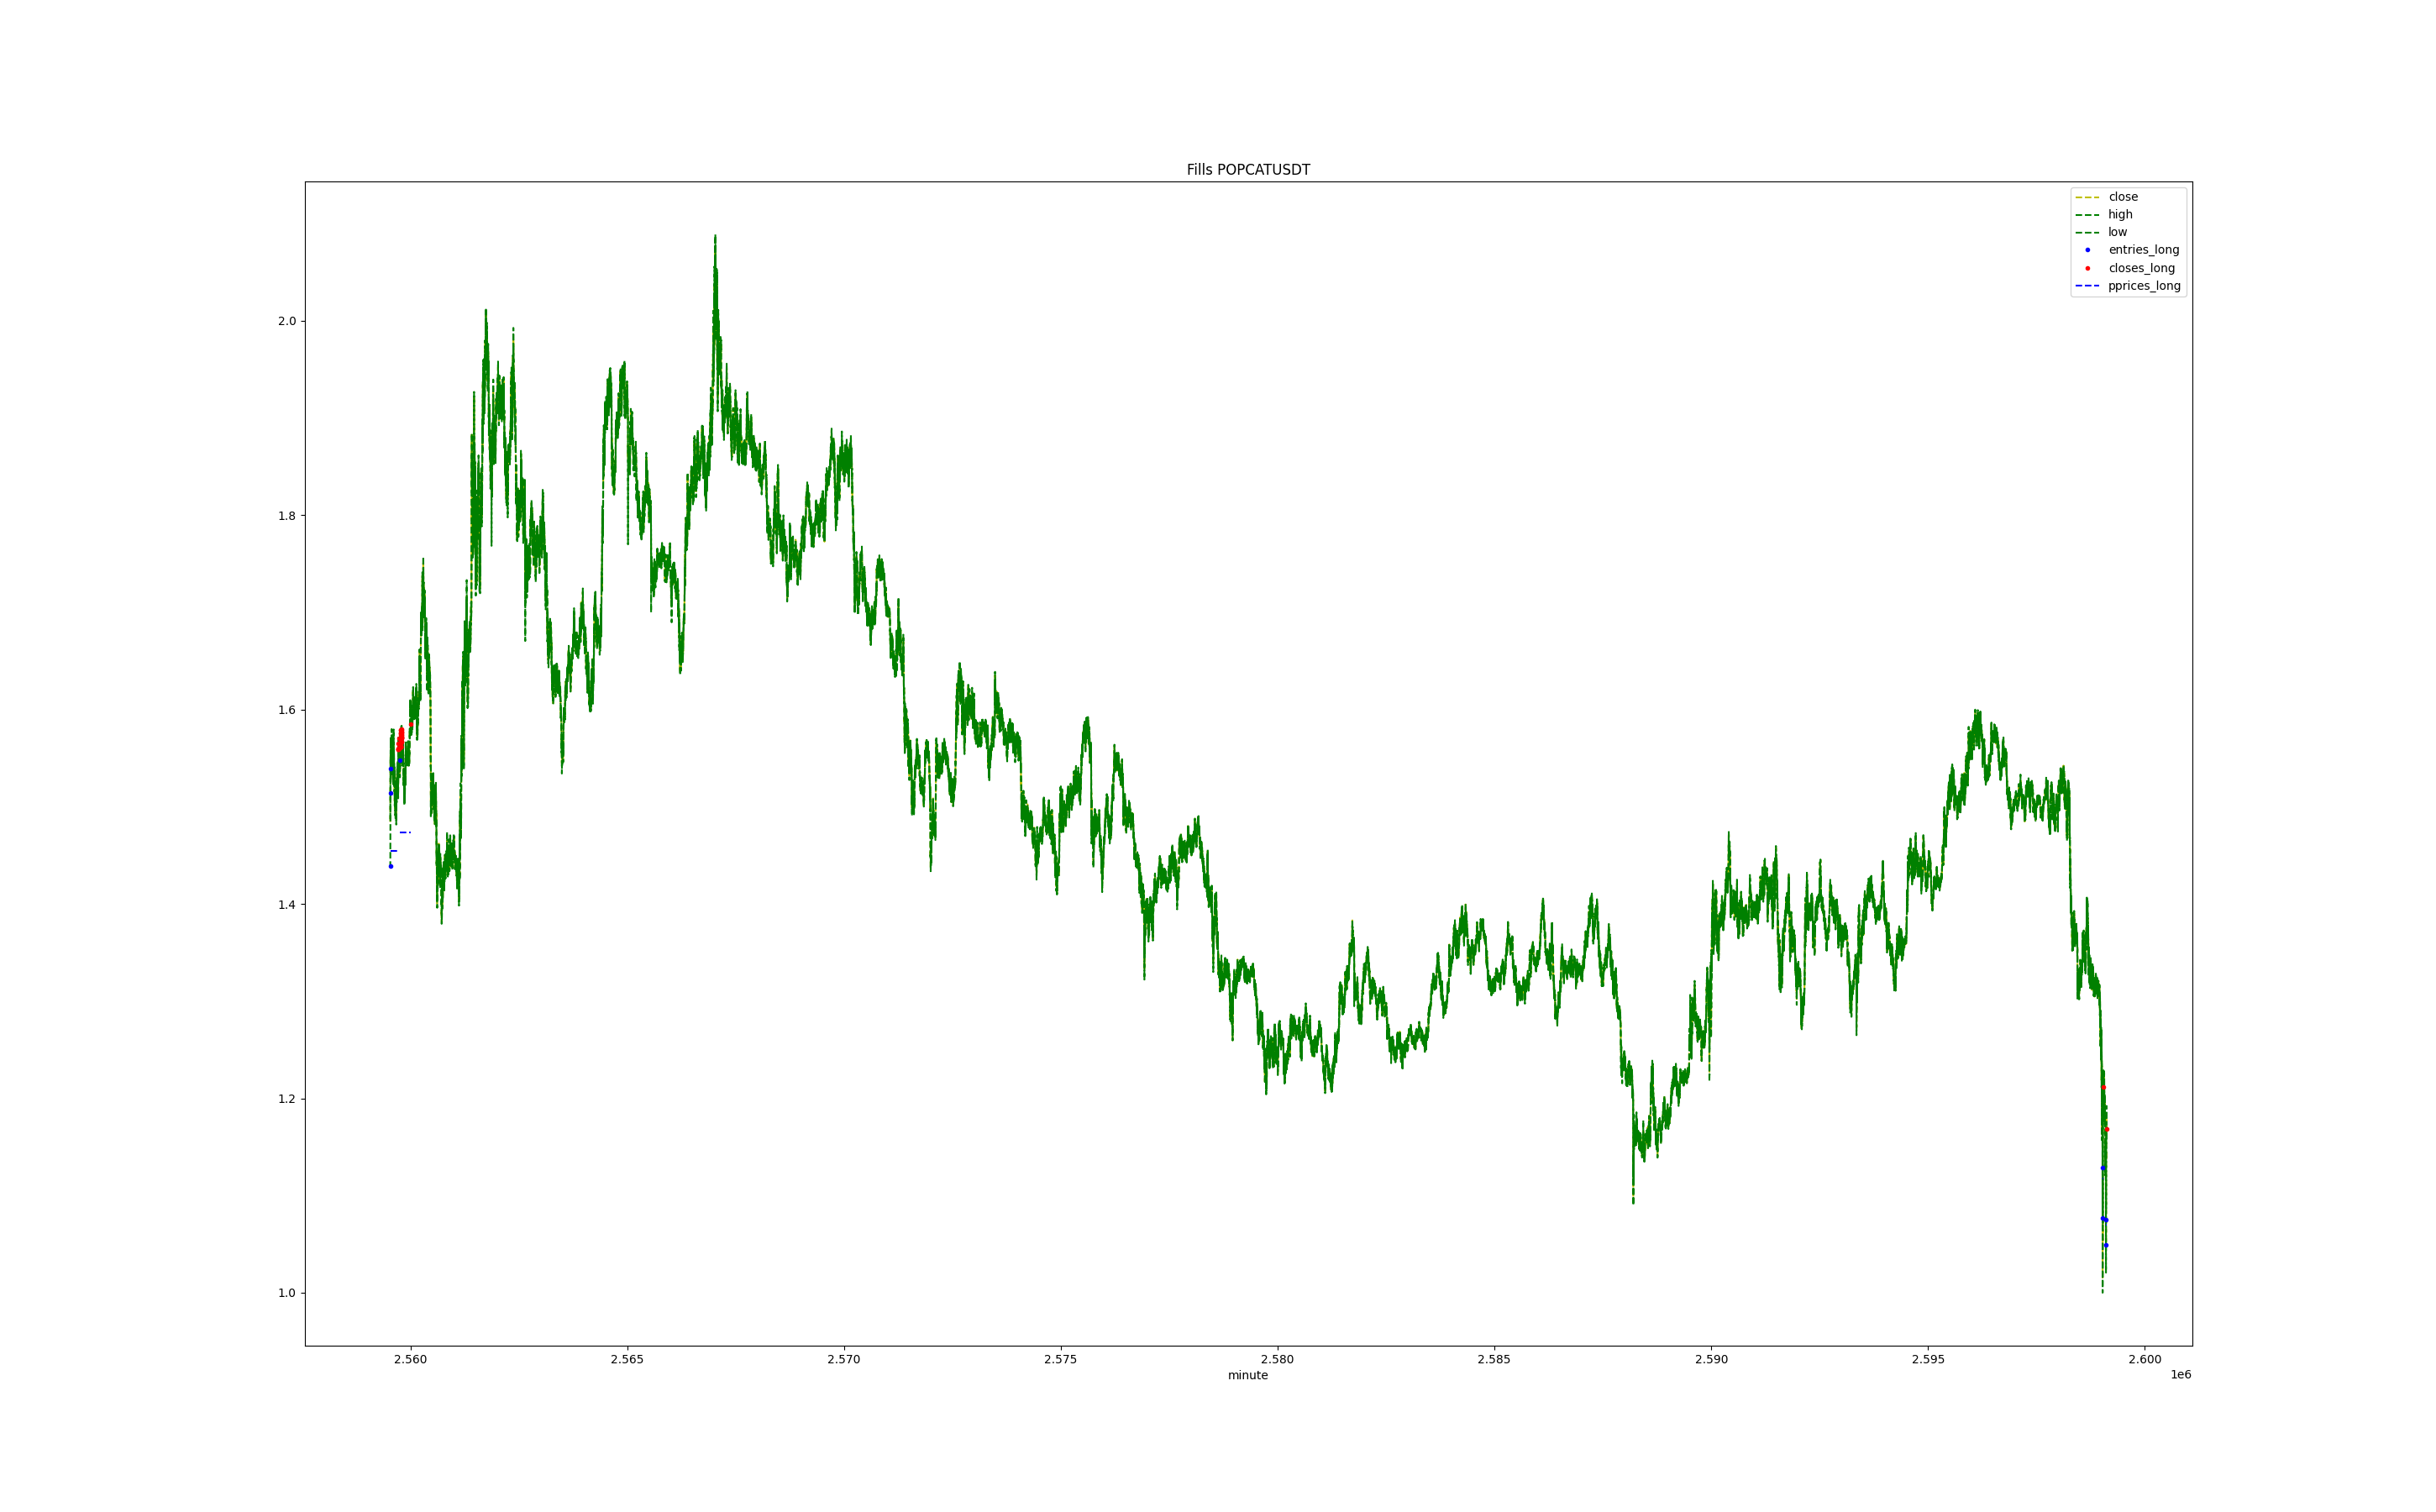 Fills POPCATUSDT
close
high
low
entries_long
closes_long
pprices_long
2.0
1.8
1.6
1.4
1.2
1.0
2.560 2.565 2.570 2.575 2.580 2.585 2.590 2.595 2.600
minute
1e6